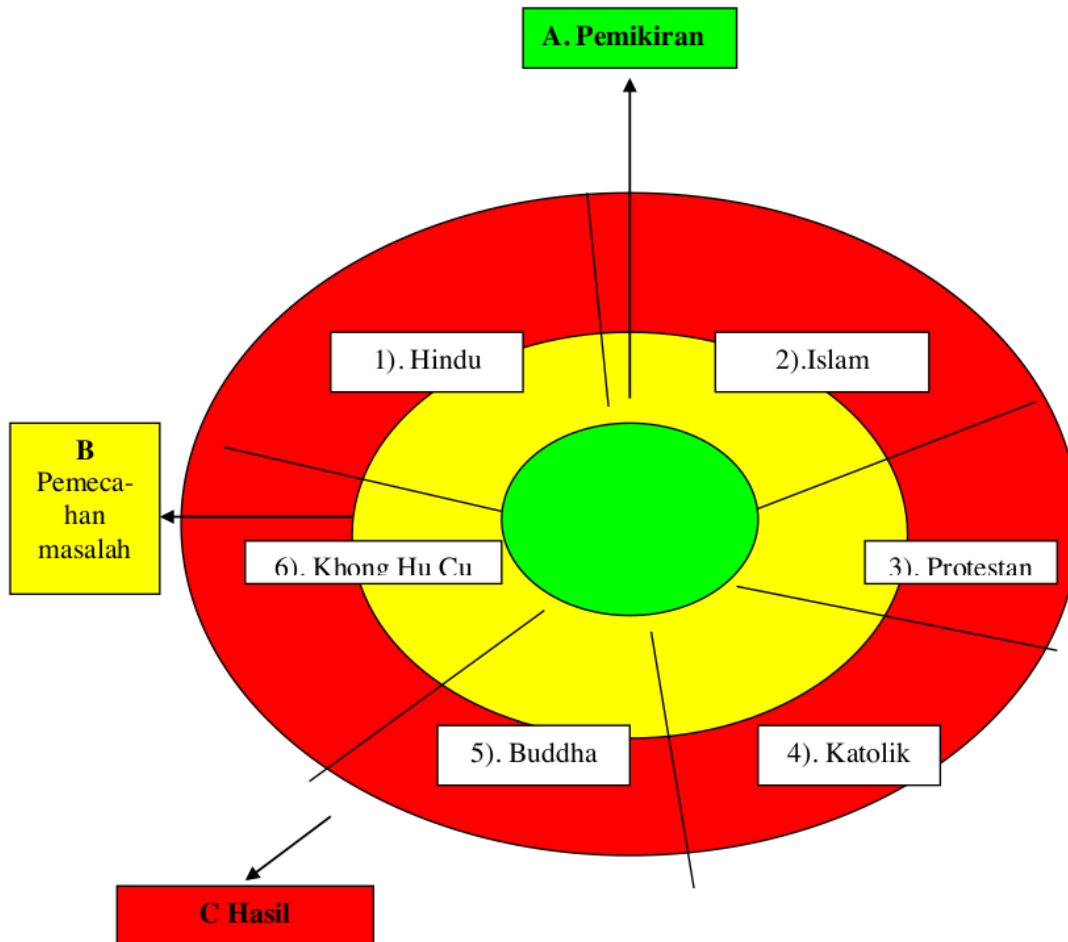 A. Pemikiran
1). Hindu
2).Islam
B
Pemeca-
han
masalah
6). Khong Hu Cu
3). Protestan
5). Buddha
4). Katolik
C Hasil